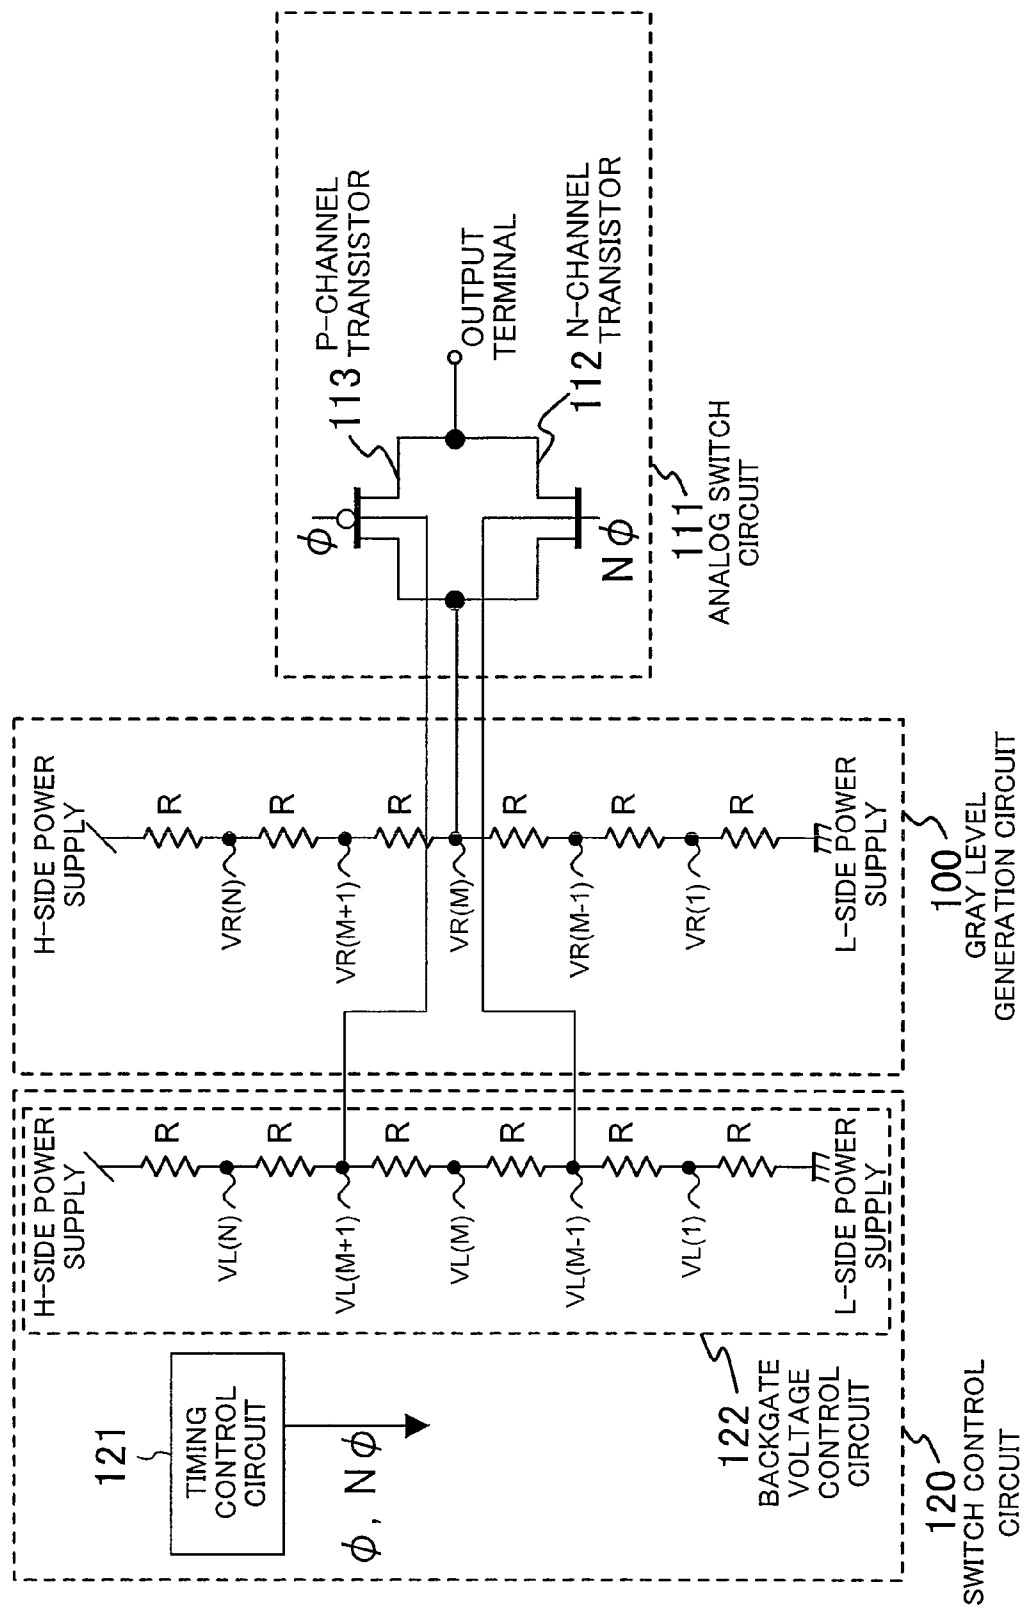 121
TIMING
CONTROL
CIRCUIT
φ, Nφ
H-SIDE POWER
SUPPLY
R
VL(N)
R
VL(M+1)
R
VL(M)
R
VL(M-1)
R
VL(1)
R
L-SIDE POWER
SUPPLY
122
BACKGATE
VOLTAGE
CONTROL
CIRCUIT
120
SWITCH CONTROL
CIRCUIT
H-SIDE POWER
SUPPLY
R
VR(N)
R
VR(M+1)
R
VR(M)
R
VR(M-1)
R
VR(1)
R
L-SIDE POWER
SUPPLY
100
GRAY LEVEL
GENERATION CIRCUIT
φ
113
P-CHANNEL
TRANSISTOR
OUTPUT
TERMINAL
112
N-CHANNEL
TRANSISTOR
Nφ
111
ANALOG SWITCH
CIRCUIT